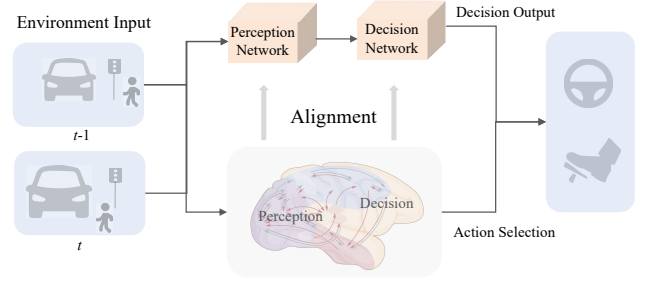 Environment Input
Decision Output
Perception
Network
Decision
Network
t-1
Alignment
Perception
Decision
t
Action Selection